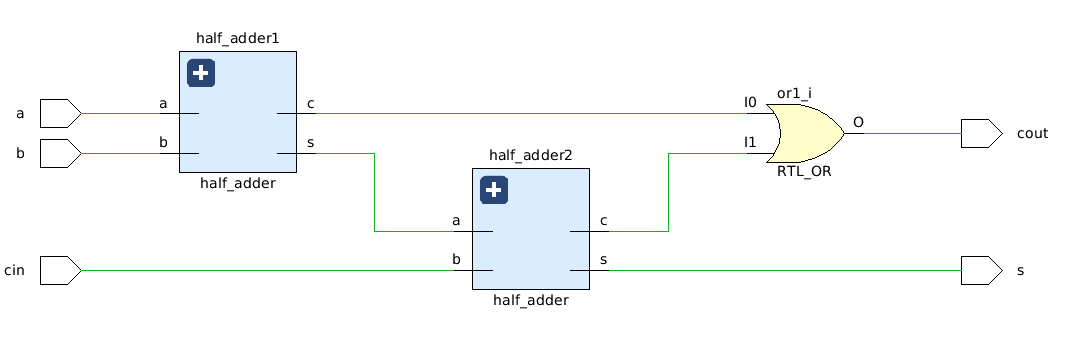 half_adder1
a
a
b
b
c
s
half_adder
half_adder2
a
b
c
s
half_adder
cin
or1_i
I0
I1
O
RTL_OR
cout
s